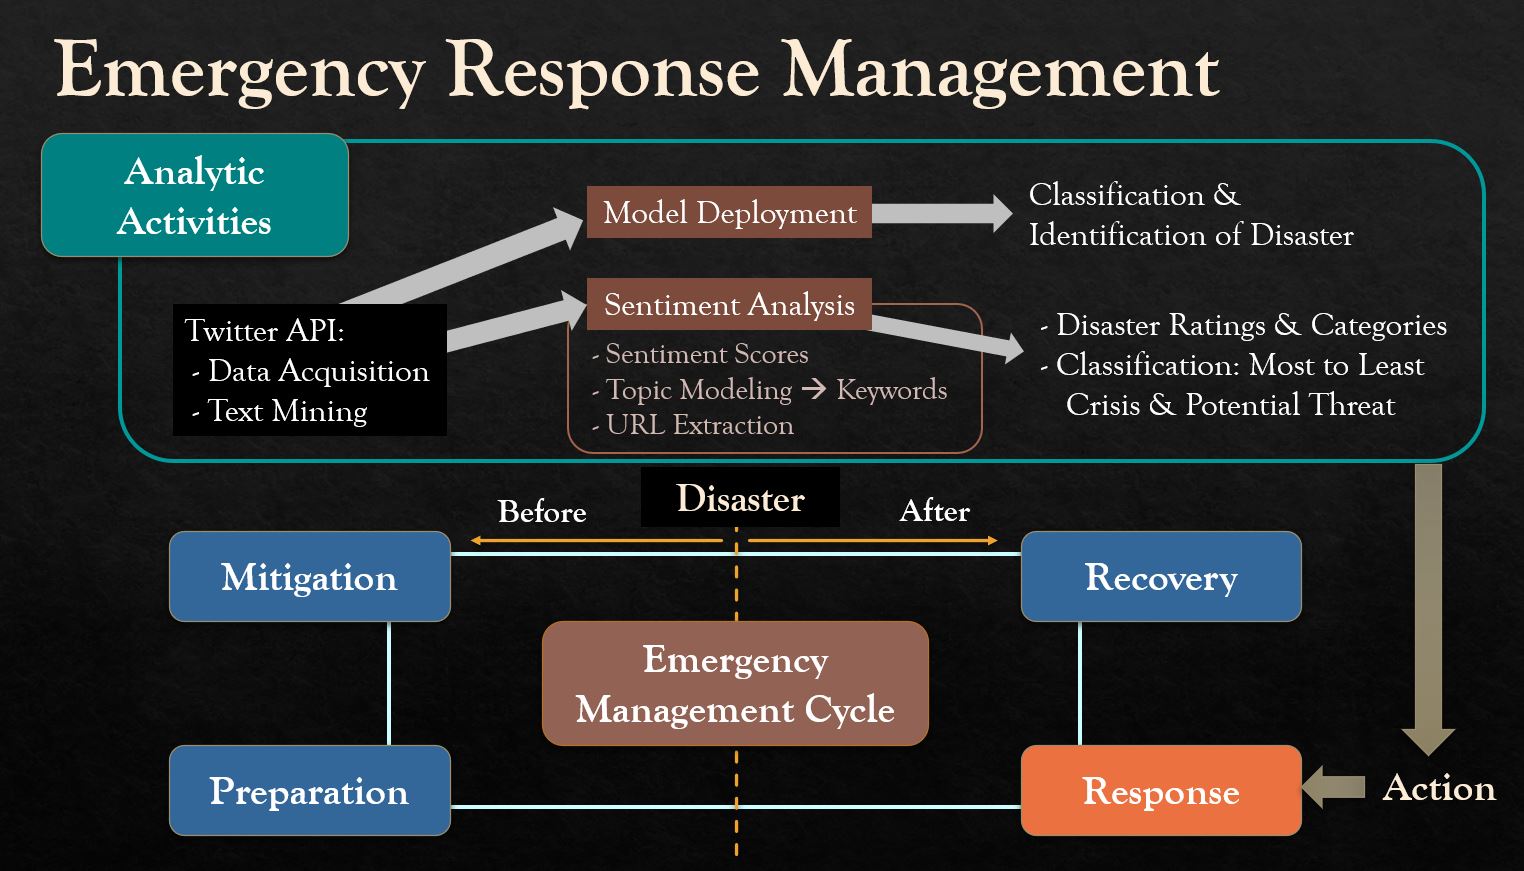 Emergency Response Management
Analytic
Activities
Twitter API:
- Data Acquisition
- Text Mining
Model Deployment
Classification &
Identification of Disaster
Sentiment Analysis
- Sentiment Scores
- Topic Modeling → Keywords
- URL Extraction
- Disaster Ratings & Categories
- Classification: Most to Least
Crisis & Potential Threat
Before
Disaster
After
Mitigation
Recovery
Emergency
Management Cycle
Preparation
Response
Action